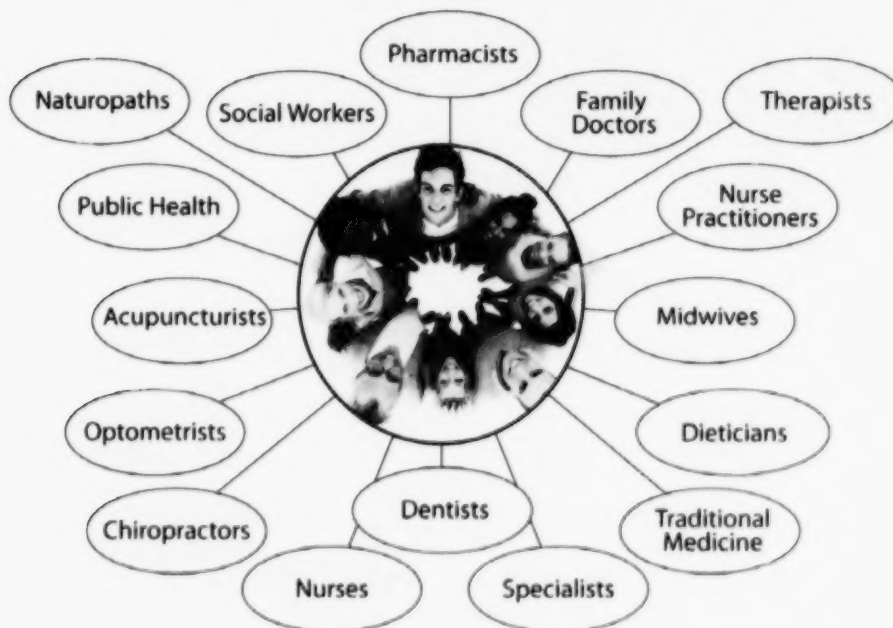 Pharmacists
Naturopaths
Social Workers
Family
Doctors
Therapists
Public Health
Nurse
Practitioners
Acupuncturists
Midwives
Optometrists
Dieticians
Chiropractors
Dentists
Traditional
Medicine
Nurses
Specialists